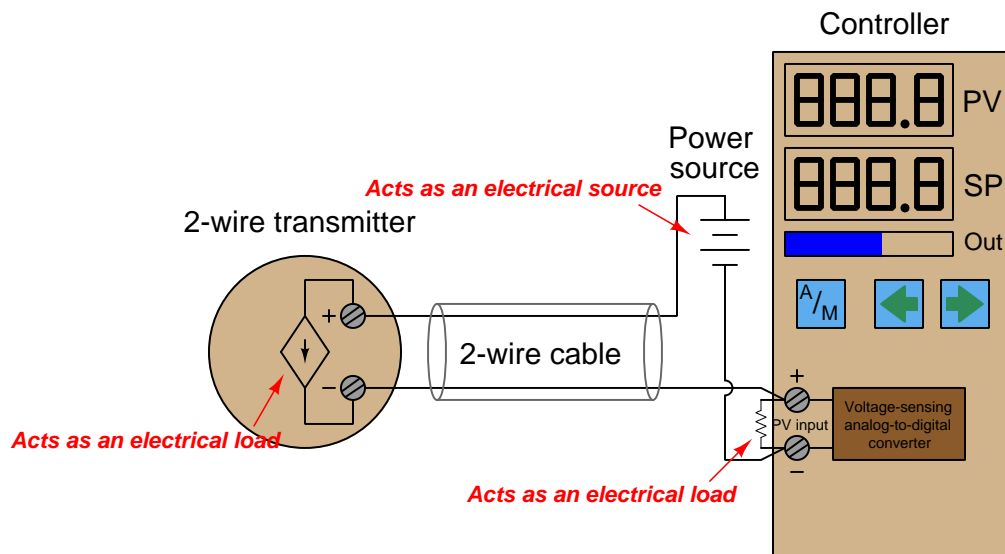 Controller
888.8
PV
Power
source
Acts as an electrical source
888.8
SP
2-wire transmitter
Out
A/M
+
2-wire cable
−
+
Acts as an electrical load
PV input
Voltage-sensing
analog-to-digital
converter
−
Acts as an electrical load